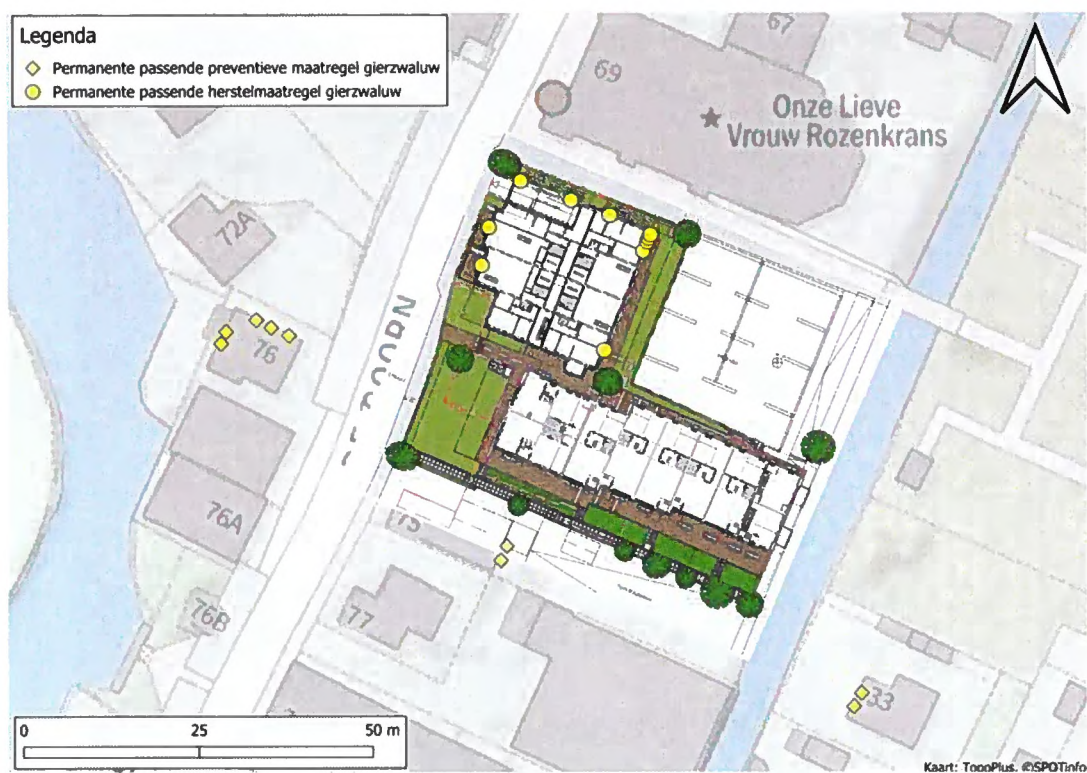 Legenda
Permanente passende preventieve maatregel gierzwaluw
Permanente passende herstelmaatregel gierzwaluw
67
69
Onze Lieve
Vrouw Rozenkrans
72A
76
76A
76B
75
77
33
0 25 50 m
Kaart: TopoPlus, ©SPOTinfo